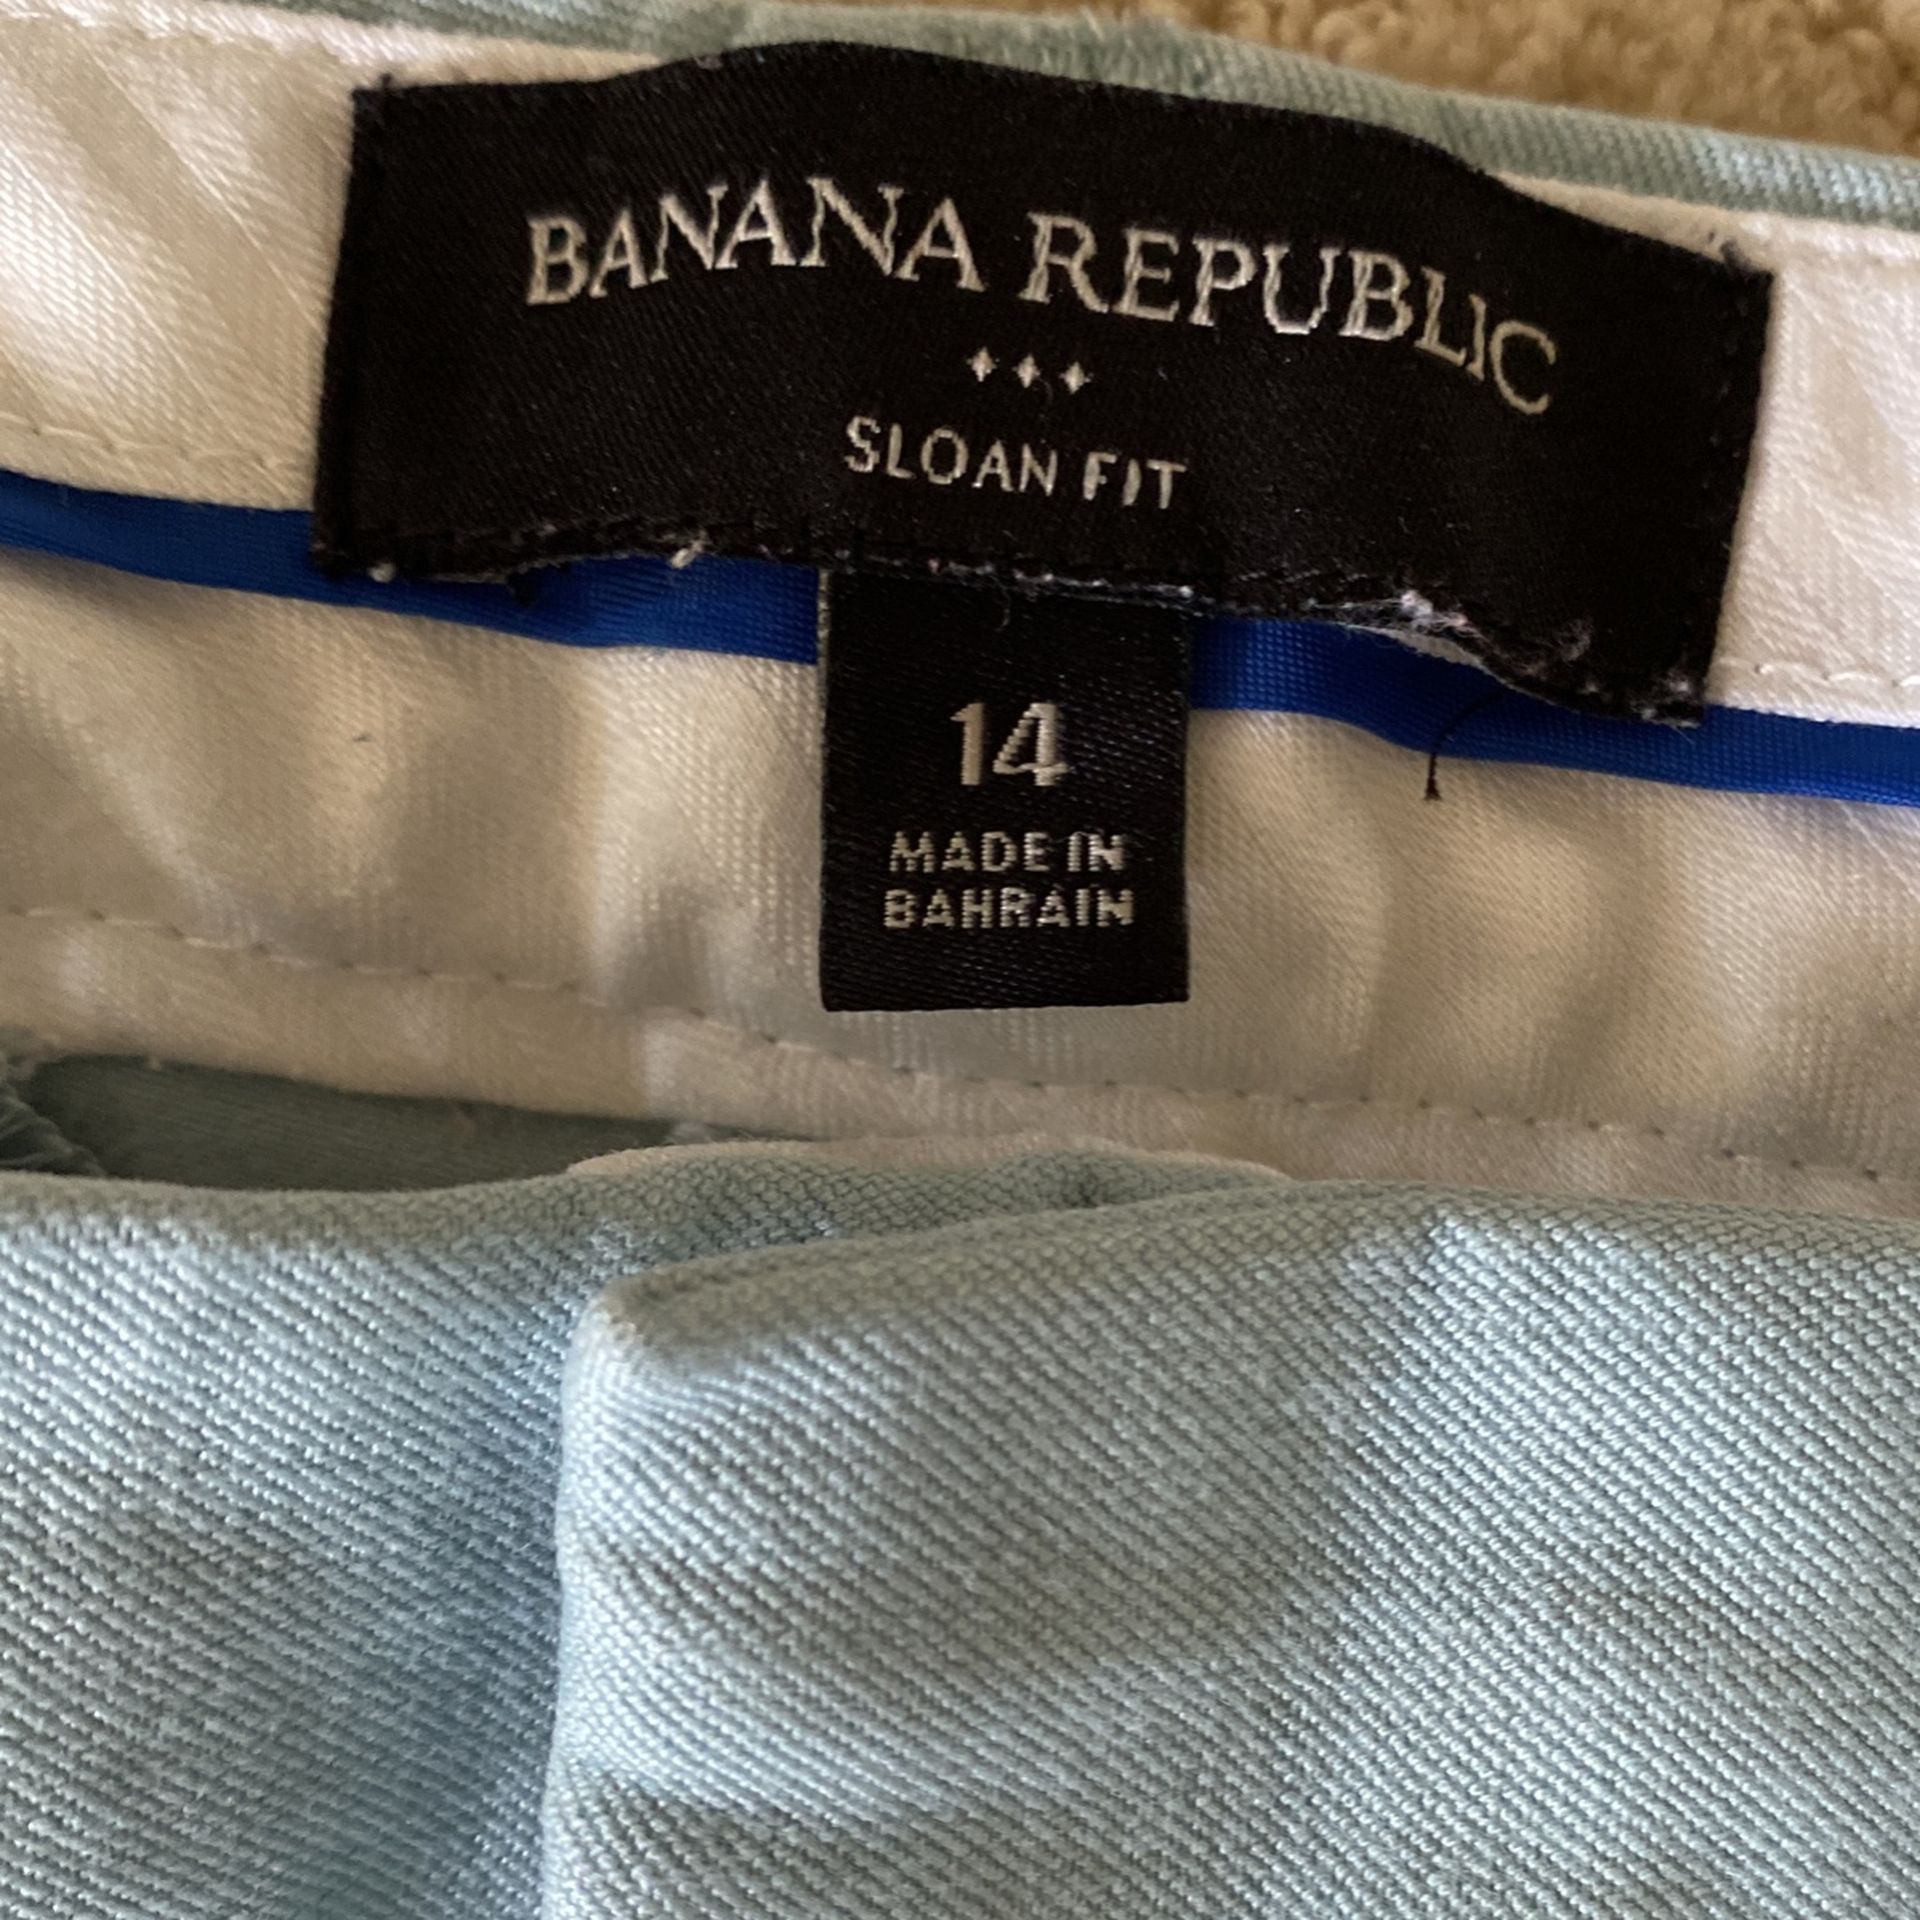 BANANA REPUBLIC
SLOAN FIT
14
MADE IN
BAHRAIN